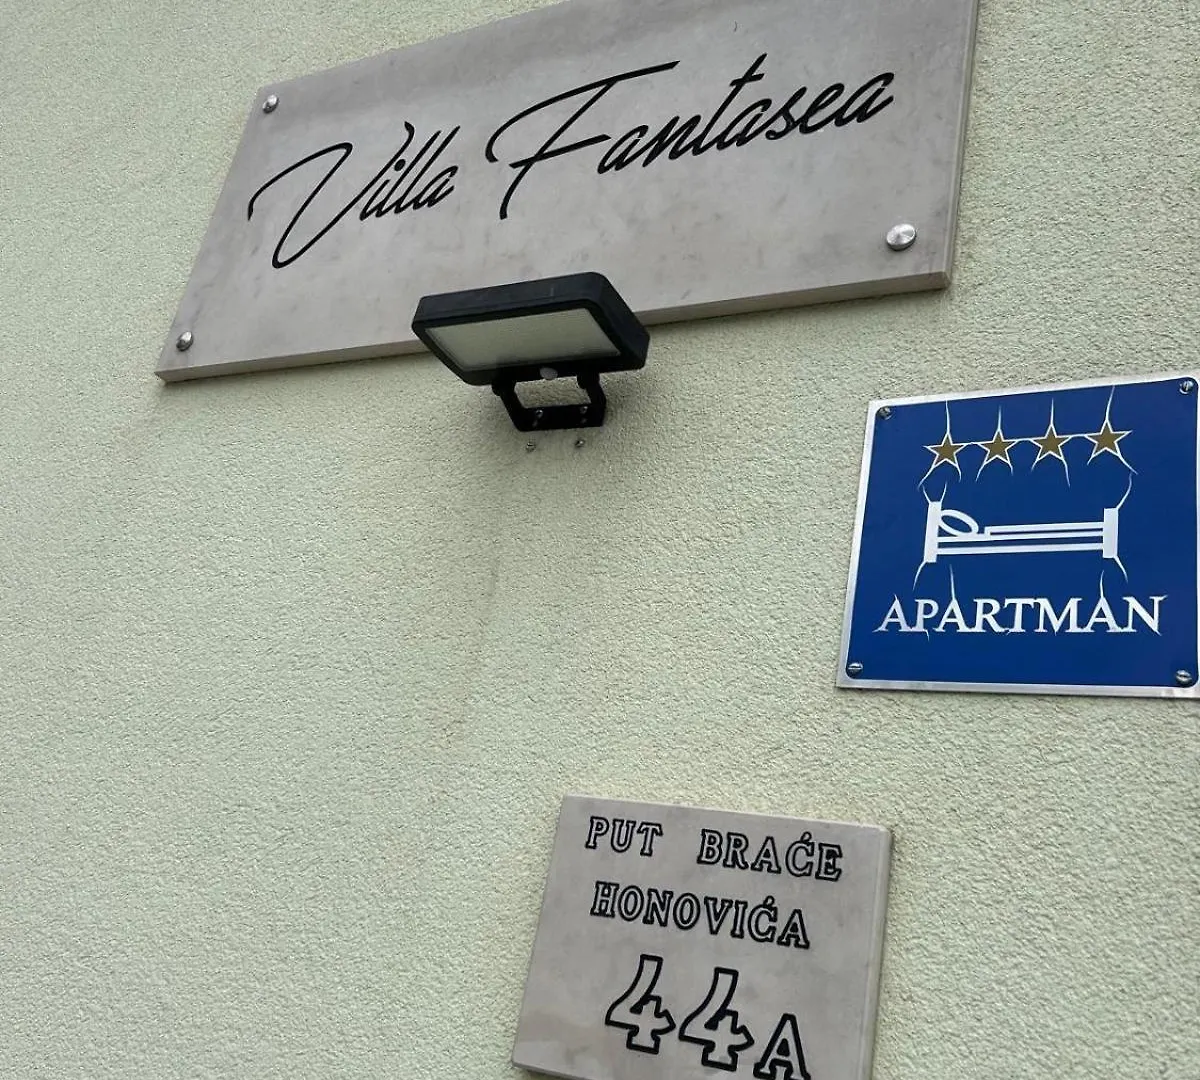 Villa Fantasea
APARTMAN
PUT BRAĆE
HONOVIĆA
44A